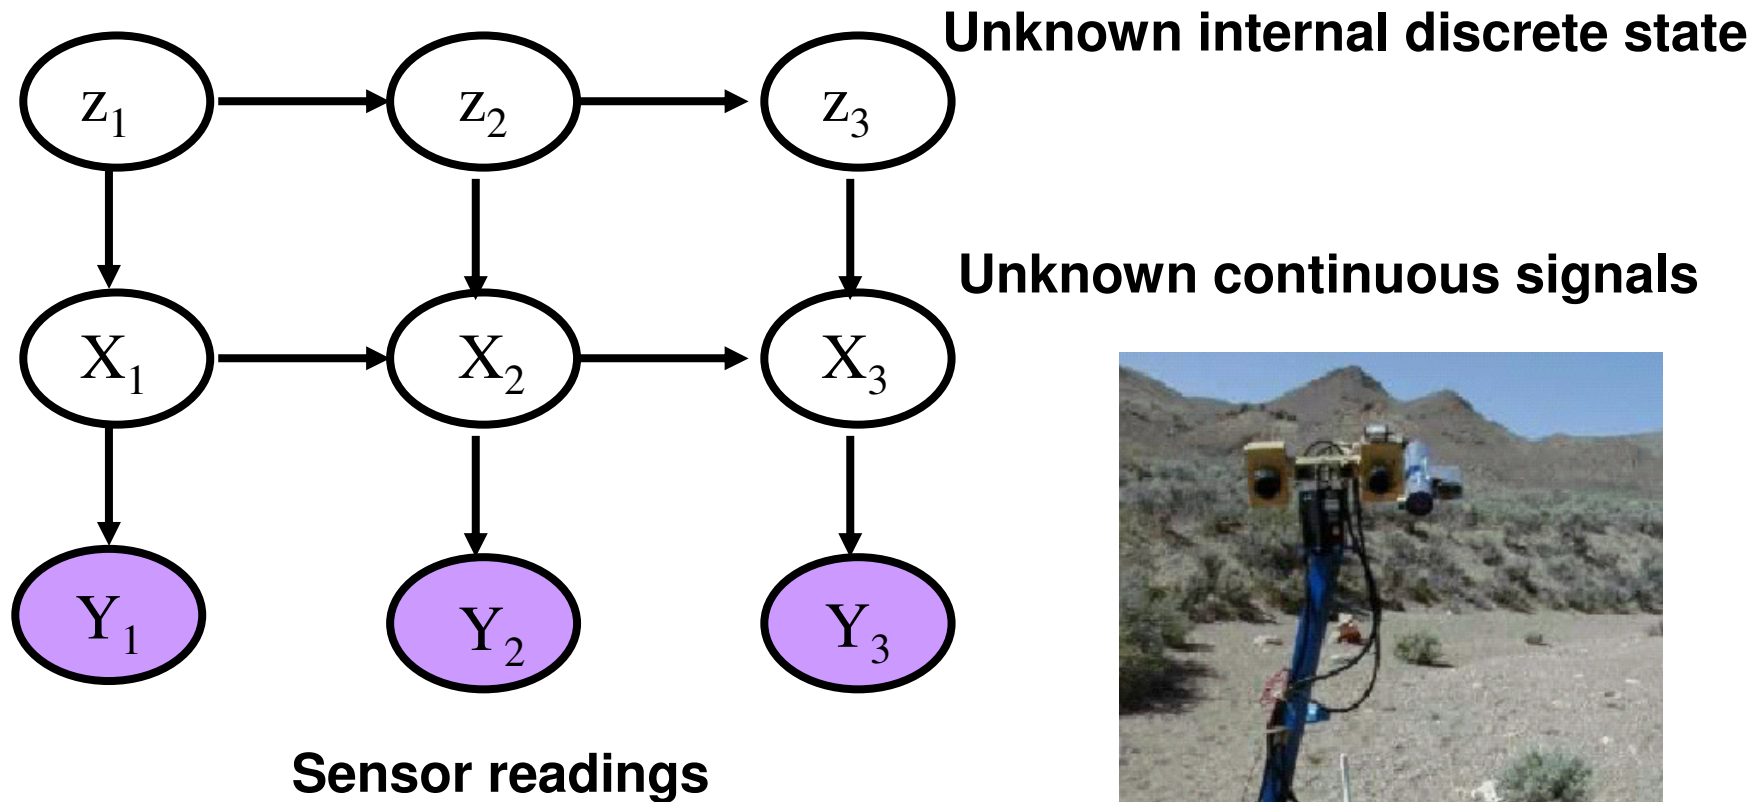 Unknown internal discrete state
z1 z2 z3
Unknown continuous signals
X1 X2 X3
Y1 Y2 Y3
Sensor readings